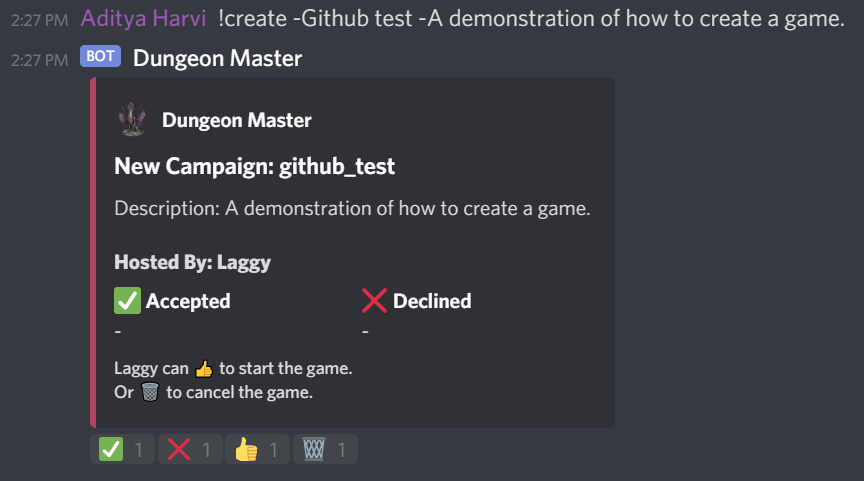 2:27 PM Aditya Harvi !create -Github test -A demonstration of how to create a game.
2:27 PM BOT Dungeon Master
Dungeon Master
New Campaign: github_test
Description: A demonstration of how to create a game.
Hosted By: Laggy
✅ Accepted ❌ Declined
- -
Laggy can 👍 to start the game.
Or 🗑️ to cancel the game.
✅ 1 ❌ 1 👍 1 🗑️ 1